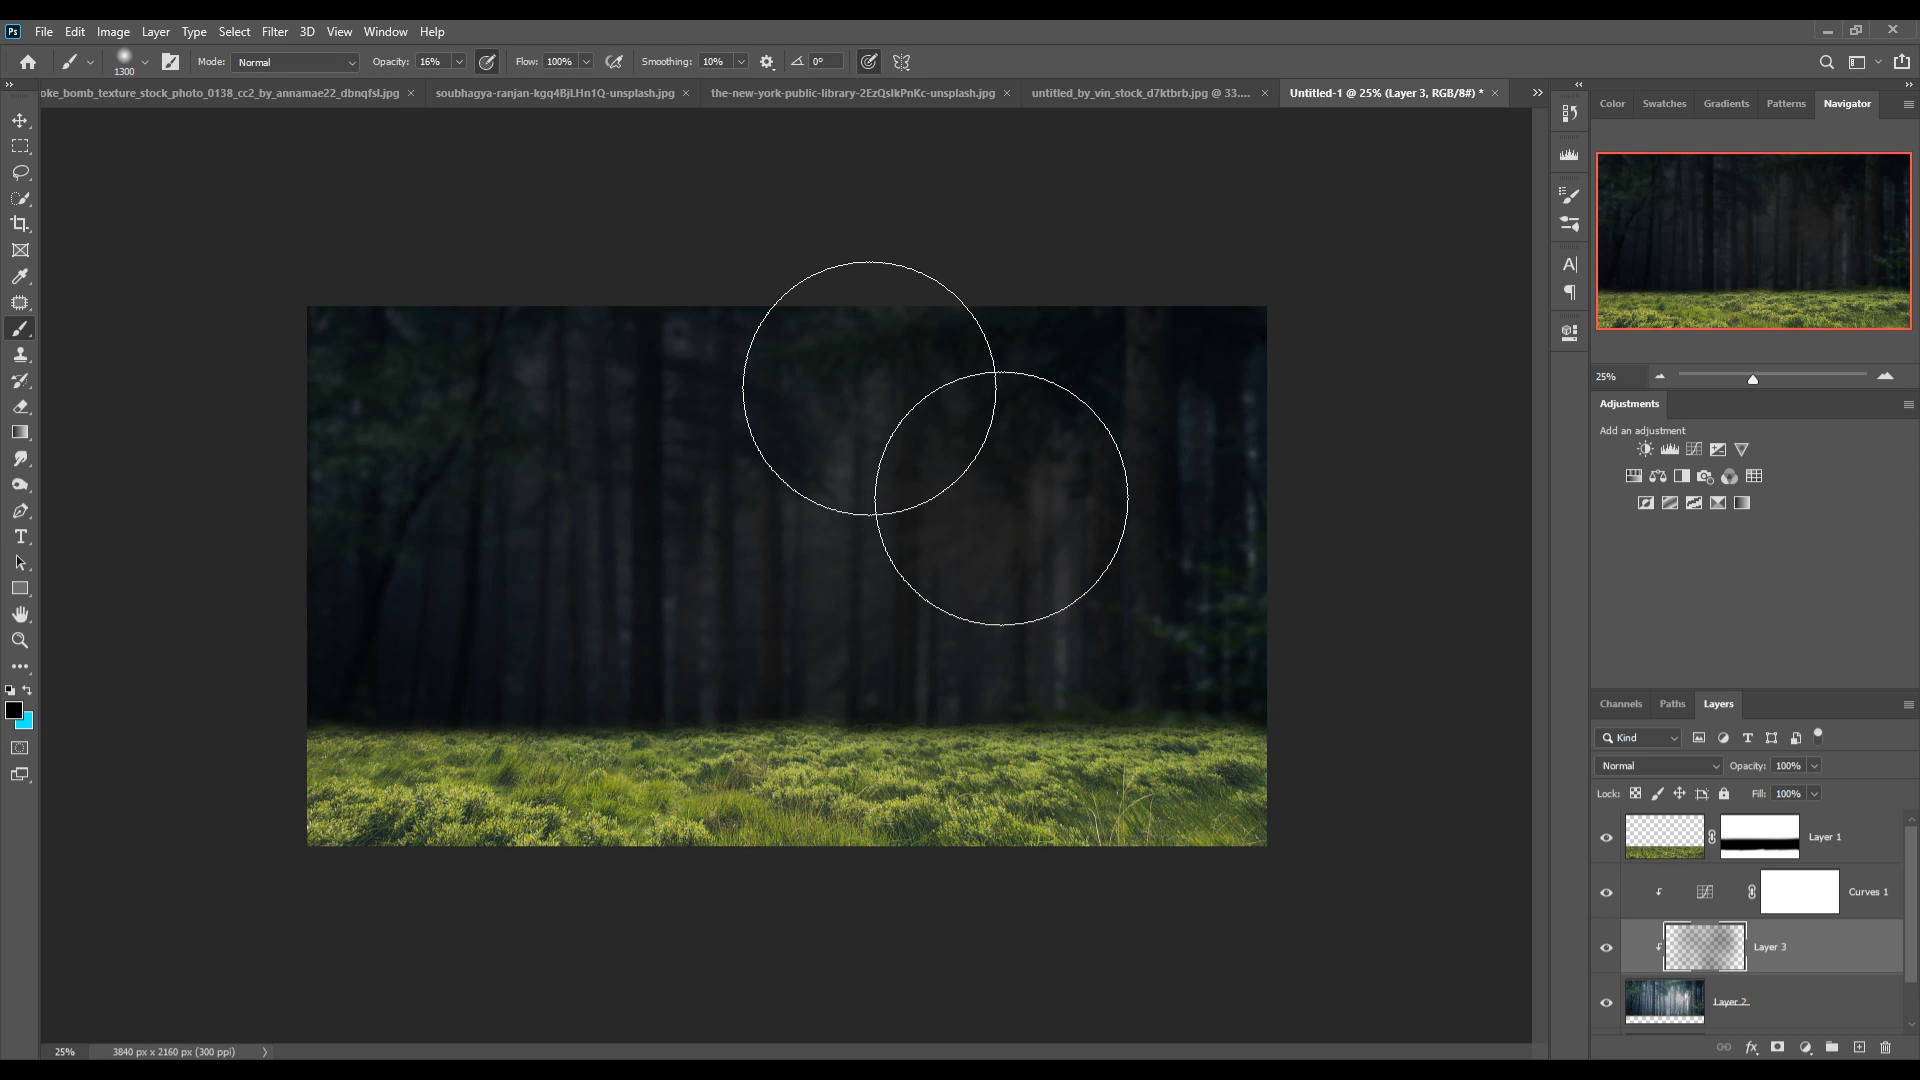 Ps File Edit Image Layer Type Select Filter 3D View Window Help
1300 Mode: Normal Opacity: 16% Flow: 100% Smoothing: 10% 0°
oke_bomb_texture_stock_photo_0138_cc2_by_annamae22_dbnqfsl.jpg soubhagya-ranjan-kgq4BjLHn1Q-unsplash.jpg the-new-york-public-library-2EzQslkPnKc-unsplash.jpg untitled_by_vin_stock_d7ktbrb.jpg @ 33.... Untitled-1 @ 25% (Layer 3, RGB/8#) *
Color Swatches Gradients Patterns Navigator
25%
Adjustments
Add an adjustment
Channels Paths Layers
Kind
Normal Opacity: 100%
Lock: Fill: 100%
Layer 1
Curves 1
Layer 3
Layer 2
25% 3840 px x 2160 px (300 ppi)